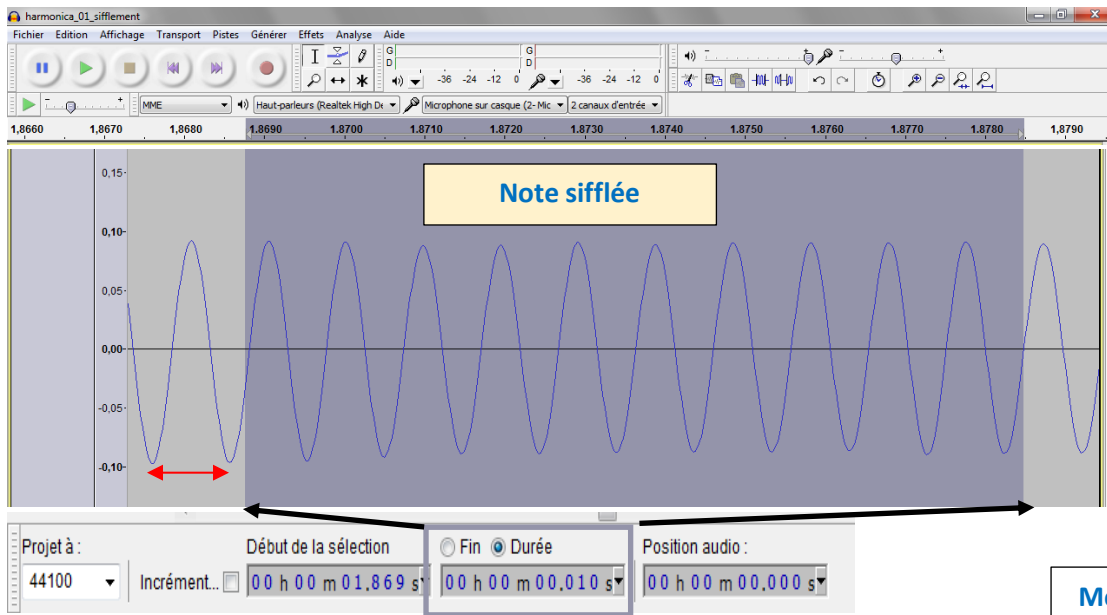 harmonica_01_sifflement
Fichier Edition Affichage Transport Pistes Générer Effets Analyse Aide
G G
D D
-36 -24 -12 0 -36 -24 -12 0
MME Haut-parleurs (Realtek High De Microphone sur casque (2- Mic 2 canaux d'entrée
1,8660 1,8670 1,8680 1,8690 1,8700 1,8710 1,8720 1,8730 1,8740 1,8750 1,8760 1,8770 1,8780 1,8790
0,15
Note sifflée
0,10
0,05
0,00
-0,05
-0,10
Projet à : Début de la sélection Fin Durée Position audio :
44100 Incrément... 00 h 00 m 01.869 s 00 h 00 m 00.010 s 00 h 00 m 00.000 s